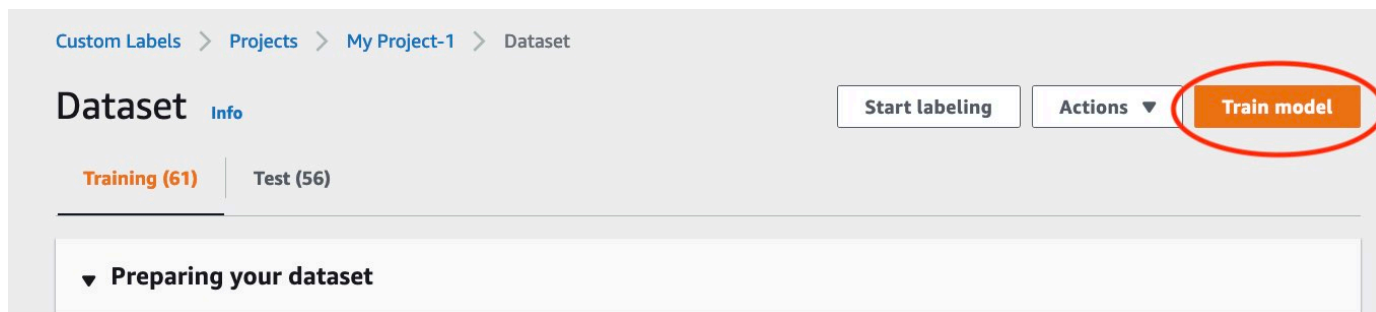 Custom Labels > Projects > My Project-1 > Dataset
Dataset Info Start labeling Actions ▼ Train model
Training (61) Test (56)
▼ Preparing your dataset